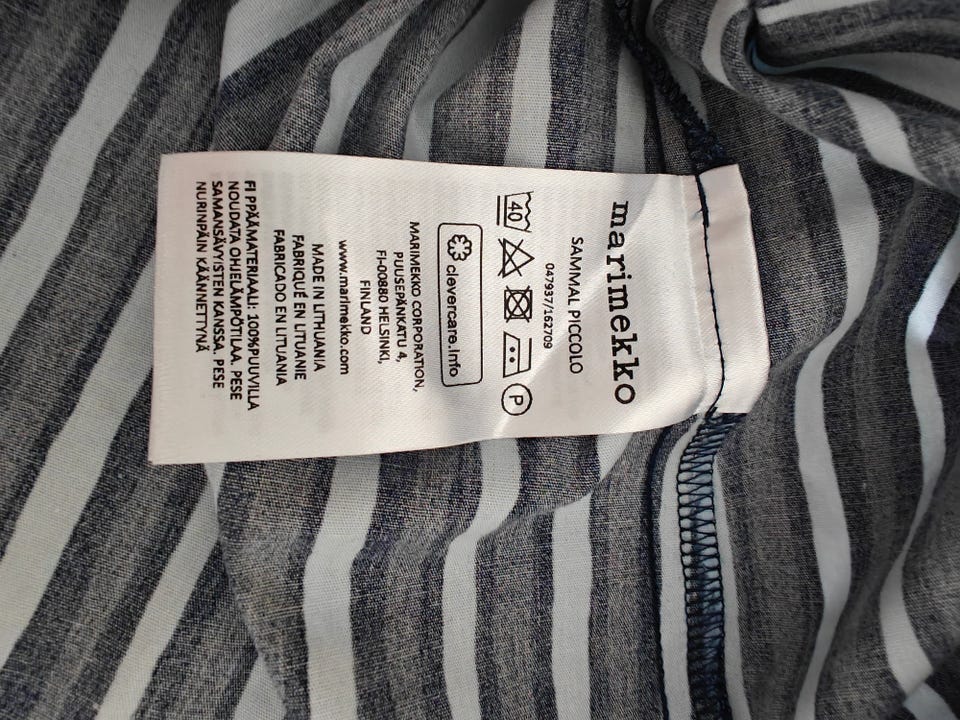 marimekko
SAMMAL PICCOLO
047937/162709
40 P
clevercare.info
MARIMEKKO CORPORATION,
PUUSEPÄNKATU 4,
FI-00880 HELSINKI,
FINLAND
www.marimekko.com
MADE IN LITHUANIA
FABRIQUÉ EN LITUANIE
FABRICADO EN LITUANIA
FI PPÄÄMATERIAALI: 100%PUUVILLA
NOUDATA OHJELÄMPÖTILAA. PESE
SAMANSÄVYISTEN KANSSA. PESE
NURINPÄIN KÄÄNNETTYNÄ